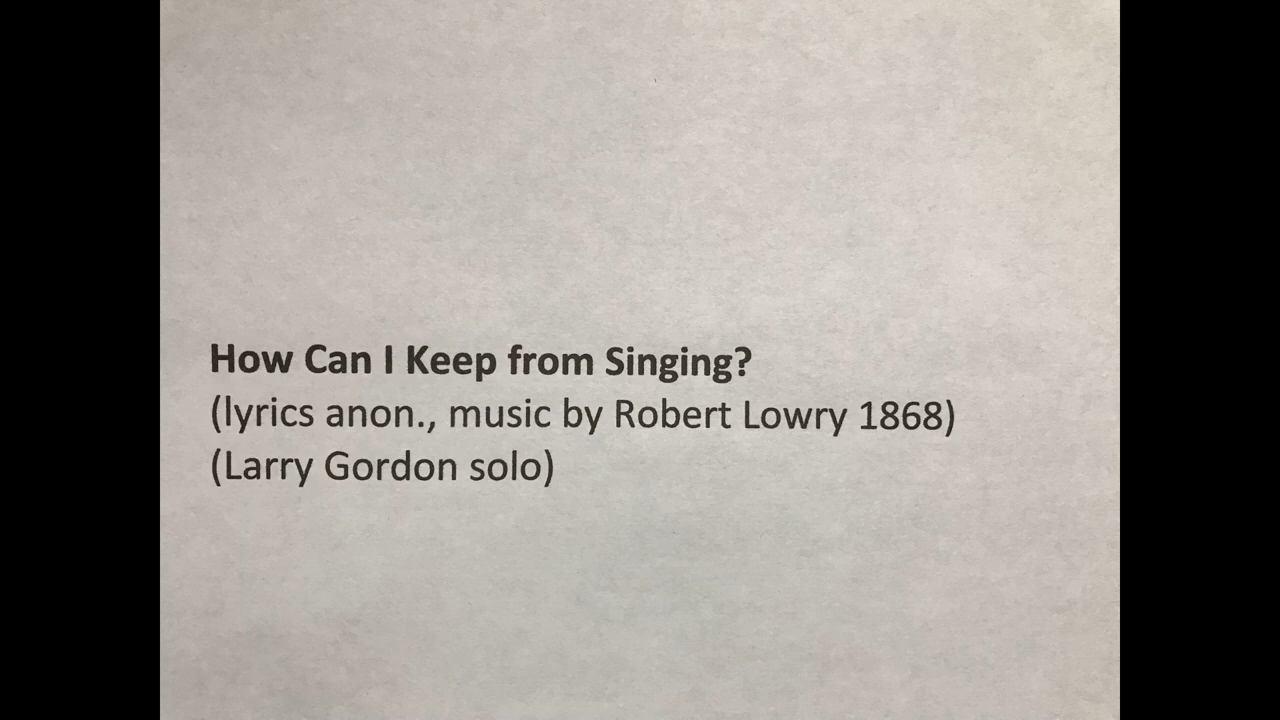 How Can I Keep from Singing?
(lyrics anon., music by Robert Lowry 1868)
(Larry Gordon solo)